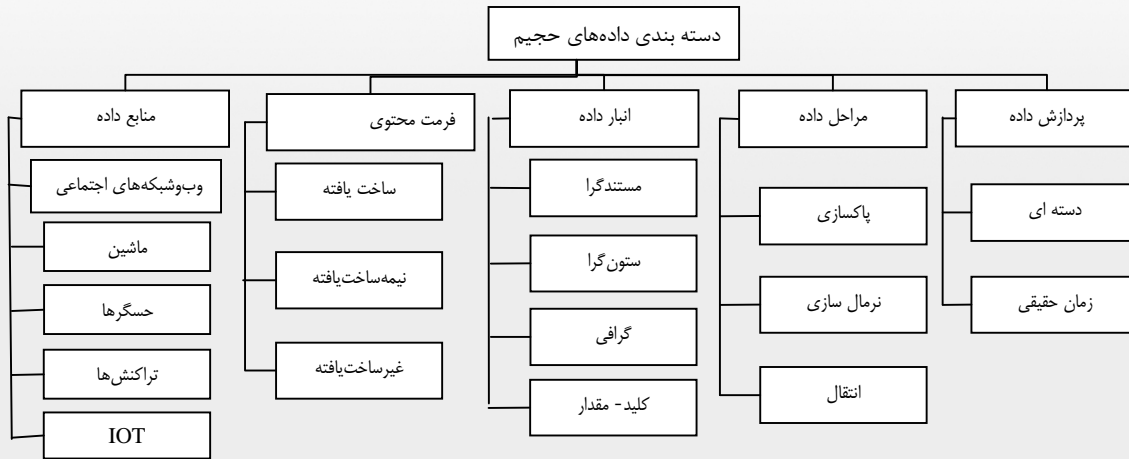 دسته بندی داده‌های حجیم
پردازش داده
دسته ای
زمان حقیقی
مراحل داده
پاکسازی
نرمال سازی
انتقال
انبار داده
مستندگرا
ستون‌گرا
گرافی
کلید- مقدار
فرمت محتوی
ساخت یافته
نیمه‌ساخت‌یافته
غیرساخت‌یافته
منابع داده
وب‌وشبکه‌های اجتماعی
ماشین
حسگرها
تراکنش‌ها
IOT